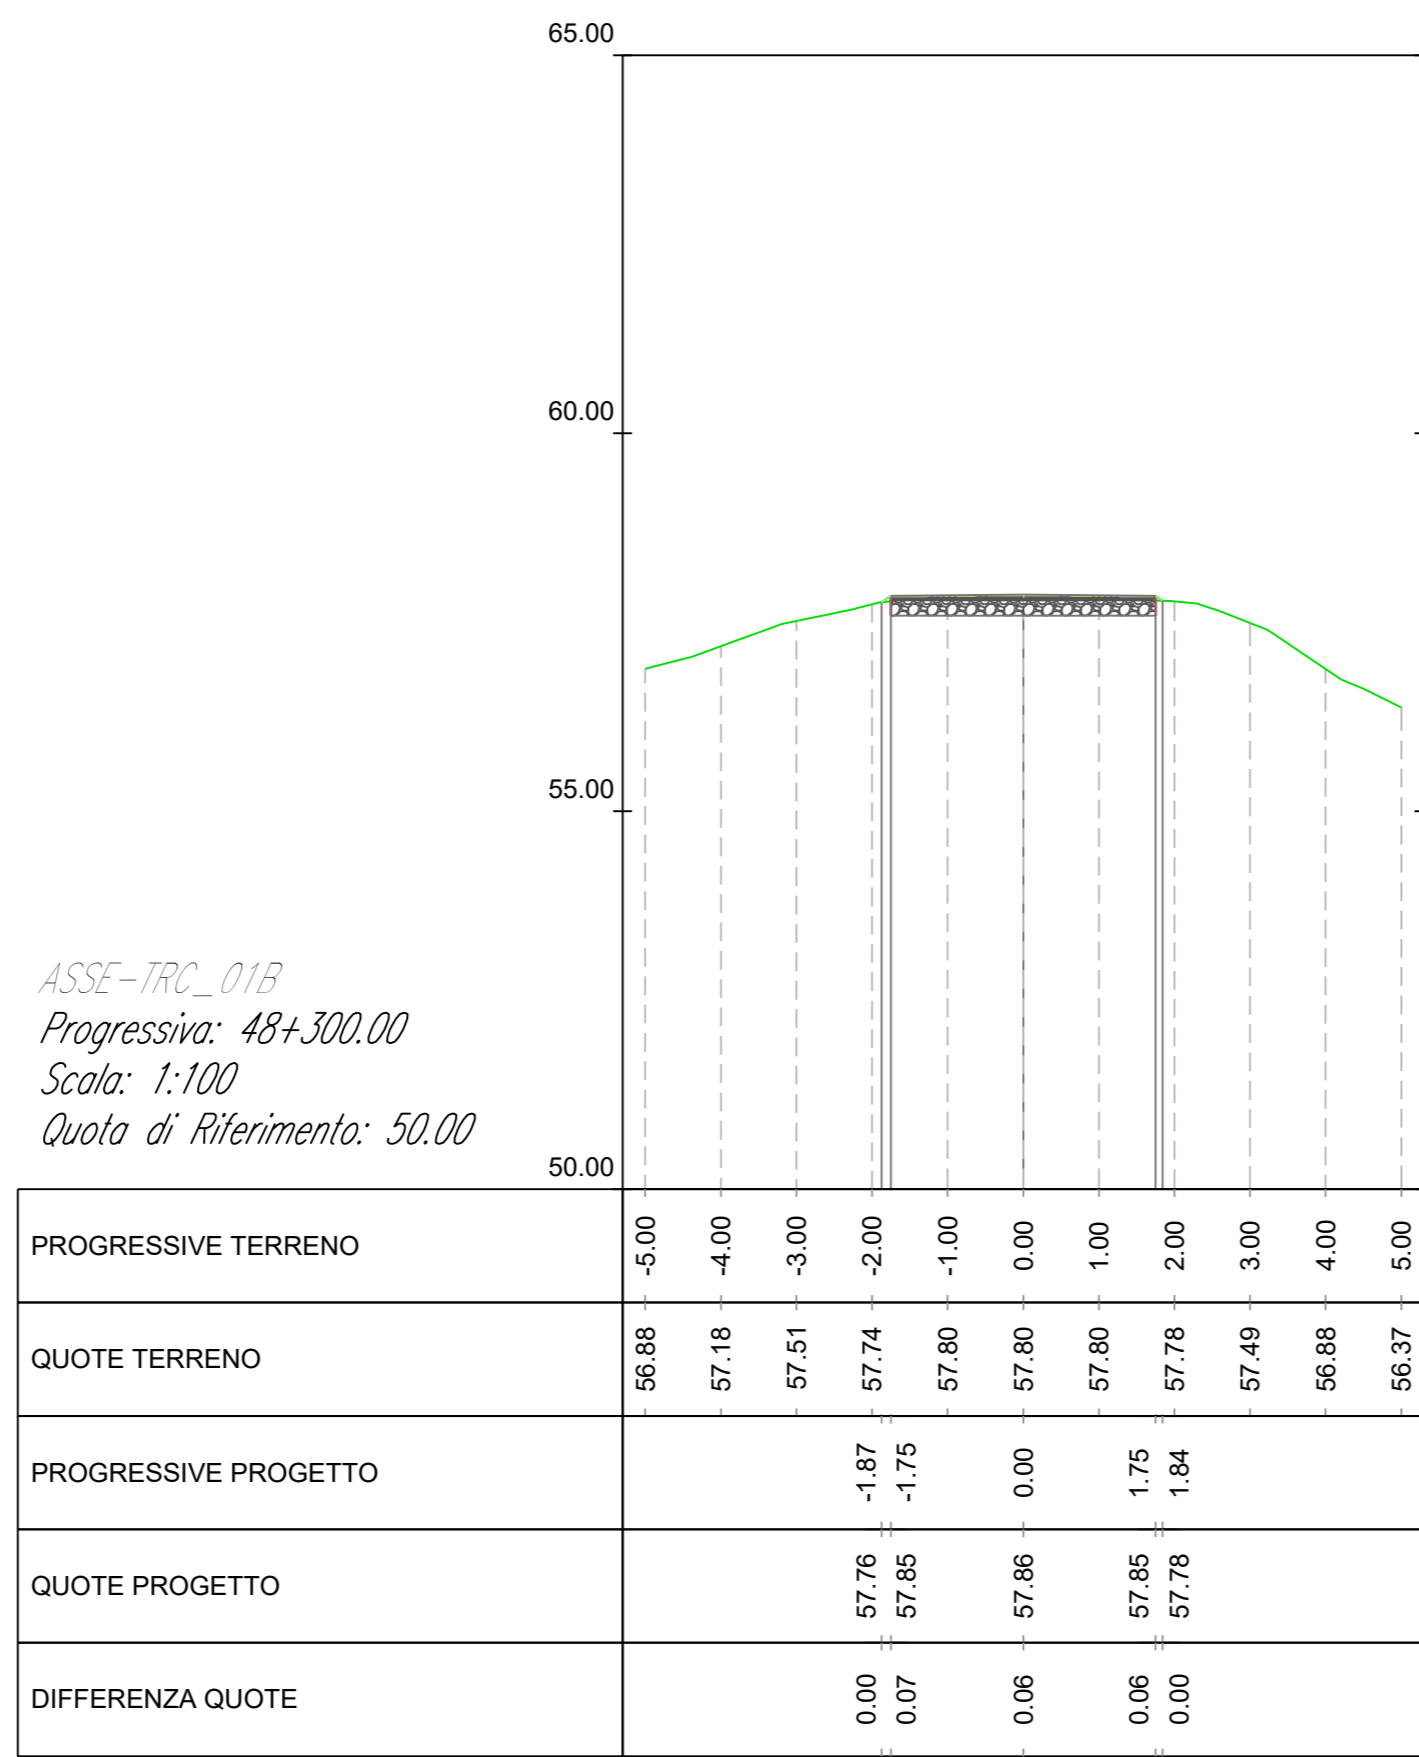 65.00
60.00
55.00
ASSE-TRC_01B
Progressiva: 48+300.00
Scala: 1:100
Quota di Riferimento: 50.00
50.00
PROGRESSIVE TERRENO -5.00 -4.00 -3.00 -2.00 -1.00 0.00 1.00 2.00 3.00 4.00 5.00
QUOTE TERRENO 56.88 57.18 57.51 57.74 57.80 57.80 57.80 57.78 57.49 56.88 56.37
PROGRESSIVE PROGETTO -1.87 -1.75 0.00 1.75 1.84
QUOTE PROGETTO 57.76 57.85 57.86 57.85 57.78
DIFFERENZA QUOTE 0.00 0.07 0.06 0.06 0.00